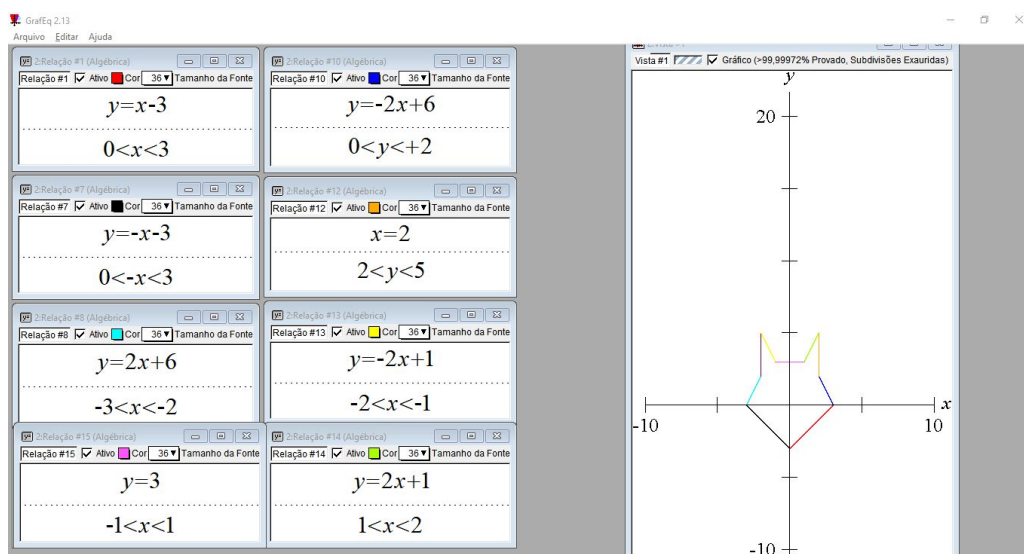 GrafEq 2.13
Arquivo Editar Ajuda
2:Relação #1 (Algébrica)
Relação #1 Ativo Cor 36 Tamanho da Fonte
y=x-3
0<x<3
2:Relação #10 (Algébrica)
Relação #10 Ativo Cor 36 Tamanho da Fonte
y=-2x+6
0<y<+2
2:Relação #7 (Algébrica)
Relação #7 Ativo Cor 36 Tamanho da Fonte
y=-x-3
0<-x<3
2:Relação #12 (Algébrica)
Relação #12 Ativo Cor 36 Tamanho da Fonte
x=2
2<y<5
2:Relação #8 (Algébrica)
Relação #8 Ativo Cor 36 Tamanho da Fonte
y=2x+6
-3<x<-2
2:Relação #13 (Algébrica)
Relação #13 Ativo Cor 36 Tamanho da Fonte
y=-2x+1
-2<x<-1
2:Relação #15 (Algébrica)
Relação #15 Ativo Cor 36 Tamanho da Fonte
y=3
-1<x<1
2:Relação #14 (Algébrica)
Relação #14 Ativo Cor 36 Tamanho da Fonte
y=2x+1
1<x<2
Vista #1 Gráfico (>99,99972% Provado, Subdivisões Exauridas)
y
20
x
-10 10
-10